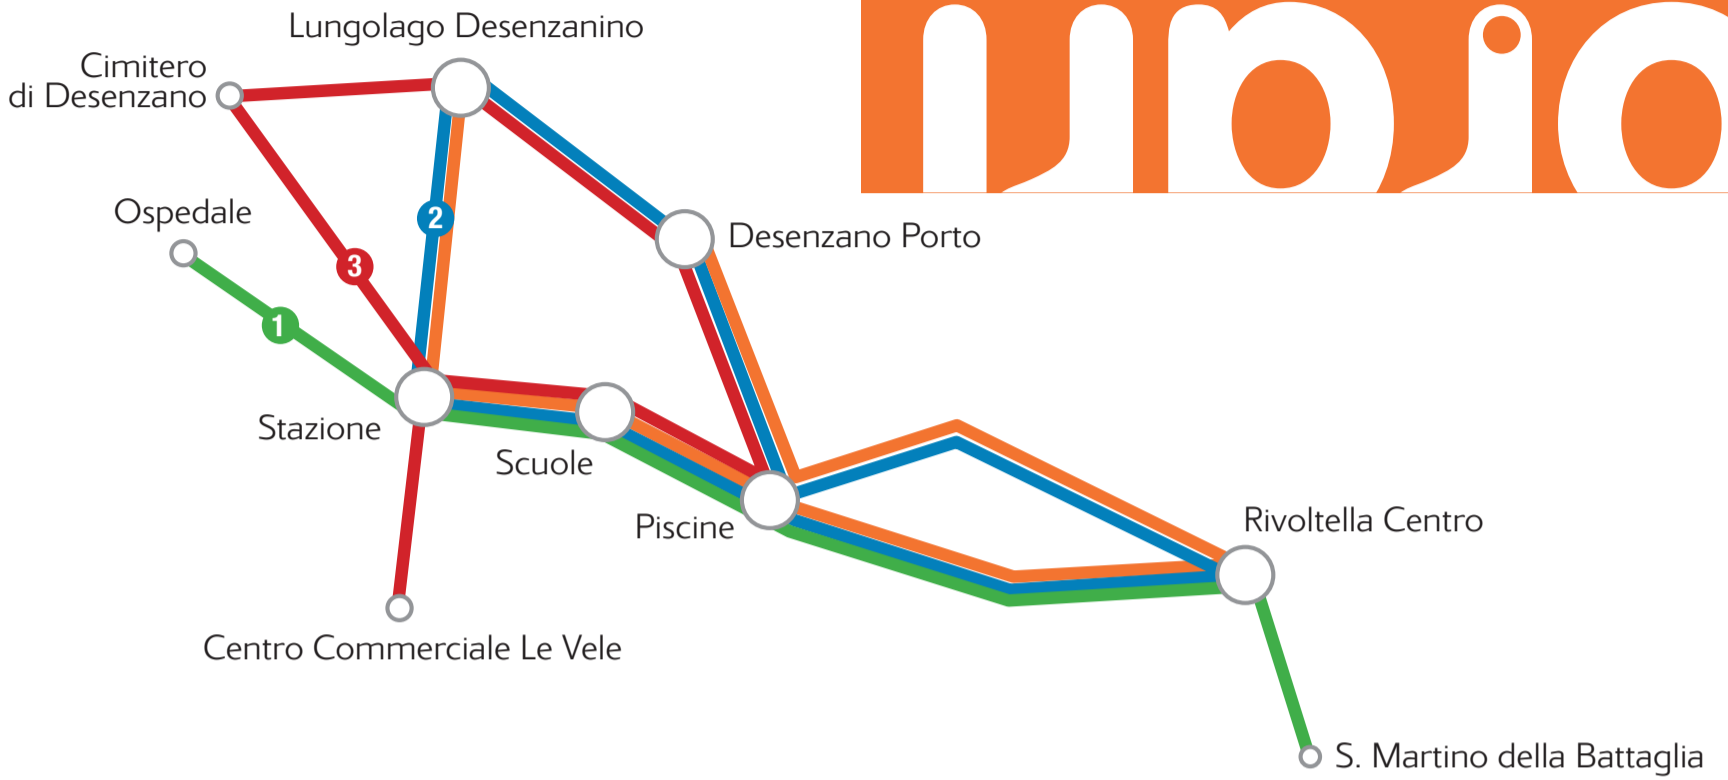 Lungolago Desenzanino
Cimitero
di Desenzano
Ospedale
2
Desenzano Porto
3
1
Stazione
Scuole
Piscine
Rivoltella Centro
Centro Commerciale Le Vele
S. Martino della Battaglia